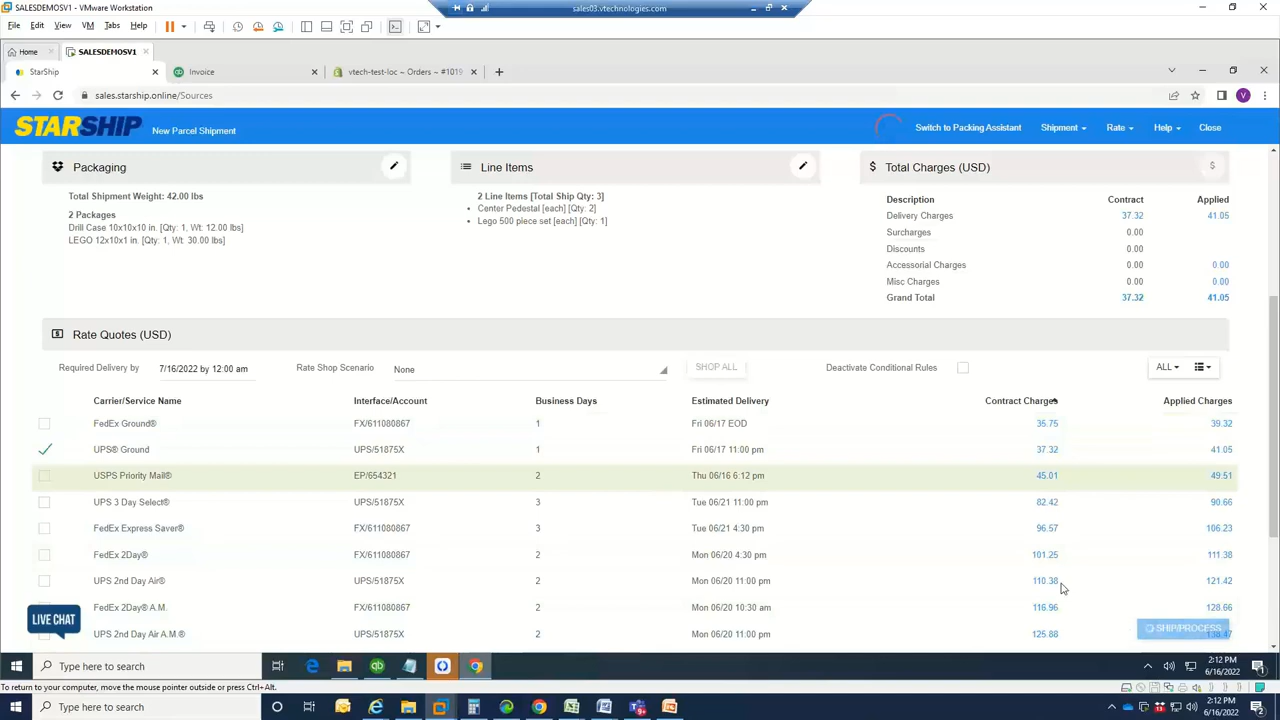 SALESDEMOSV1 - VMware Workstation
sales03.vtechnologies.com
File Edit View VM Tabs Help
Home SALESDEMOSV1
StarShip Invoice vtech-test-loc ~ Orders ~ #1019
sales.starship.online/Sources
STARSHIP New Parcel Shipment Switch to Packing Assistant Shipment Rate Help Close
Packaging Line Items $ Total Charges (USD) $
Total Shipment Weight: 42.00 lbs 2 Line Items [Total Ship Qty: 3] Description Contract Applied
Center Pedestal [each] [Qty: 2]
2 Packages Delivery Charges 37.32 41.05
Lego 500 piece set [each] [Qty: 1]
Drill Case 10x10x10 in. [Qty: 1, Wt: 12.00 lbs] Surcharges 0.00
LEGO 12x10x1 in. [Qty: 1, Wt: 30.00 lbs] Discounts 0.00
Accessorial Charges 0.00 0.00
Misc Charges 0.00 0.00
Grand Total 37.32 41.05
Rate Quotes (USD)
Required Delivery by 7/16/2022 by 12:00 am Rate Shop Scenario None SHOP ALL Deactivate Conditional Rules ALL
Carrier/Service Name Interface/Account Business Days Estimated Delivery Contract Charges Applied Charges
FedEx Ground® FX/611080867 1 Fri 06/17 EOD 35.75 39.32
UPS® Ground UPS/51875X 1 Fri 06/17 11:00 pm 37.32 41.05
USPS Priority Mail® EP/654321 2 Thu 06/16 6:12 pm 45.01 49.51
UPS 3 Day Select® UPS/51875X 3 Tue 06/21 11:00 pm 82.42 90.66
FedEx Express Saver® FX/611080867 3 Tue 06/21 4:30 pm 96.57 106.23
FedEx 2Day® FX/611080867 2 Mon 06/20 4:30 pm 101.25 111.38
UPS 2nd Day Air® UPS/51875X 2 Mon 06/20 11:00 pm 110.38 121.42
FedEx 2Day® A.M. FX/611080867 2 Mon 06/20 10:30 am 116.96 128.66
LIVE CHAT
SHIP/PROCESS
UPS 2nd Day Air A.M.® UPS/51875X 2 Mon 06/20 11:00 pm 125.88 138.47
Type here to search 2:12 PM
6/16/2022
To return to your computer, move the mouse pointer outside or press Ctrl+Alt.
Type here to search 2:12 PM
6/16/2022